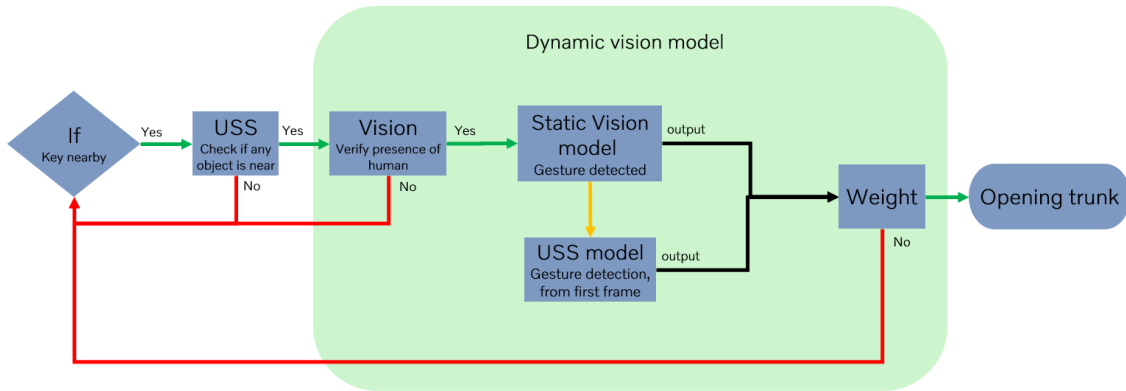 Dynamic vision model
If
Key nearby
Yes
USS
Check if any
object is near
Yes
No
Vision
Verify presence of
human
Yes
No
Static Vision
model
Gesture detected
output
USS model
Gesture detection,
from first frame
output
Weight
No
Opening trunk